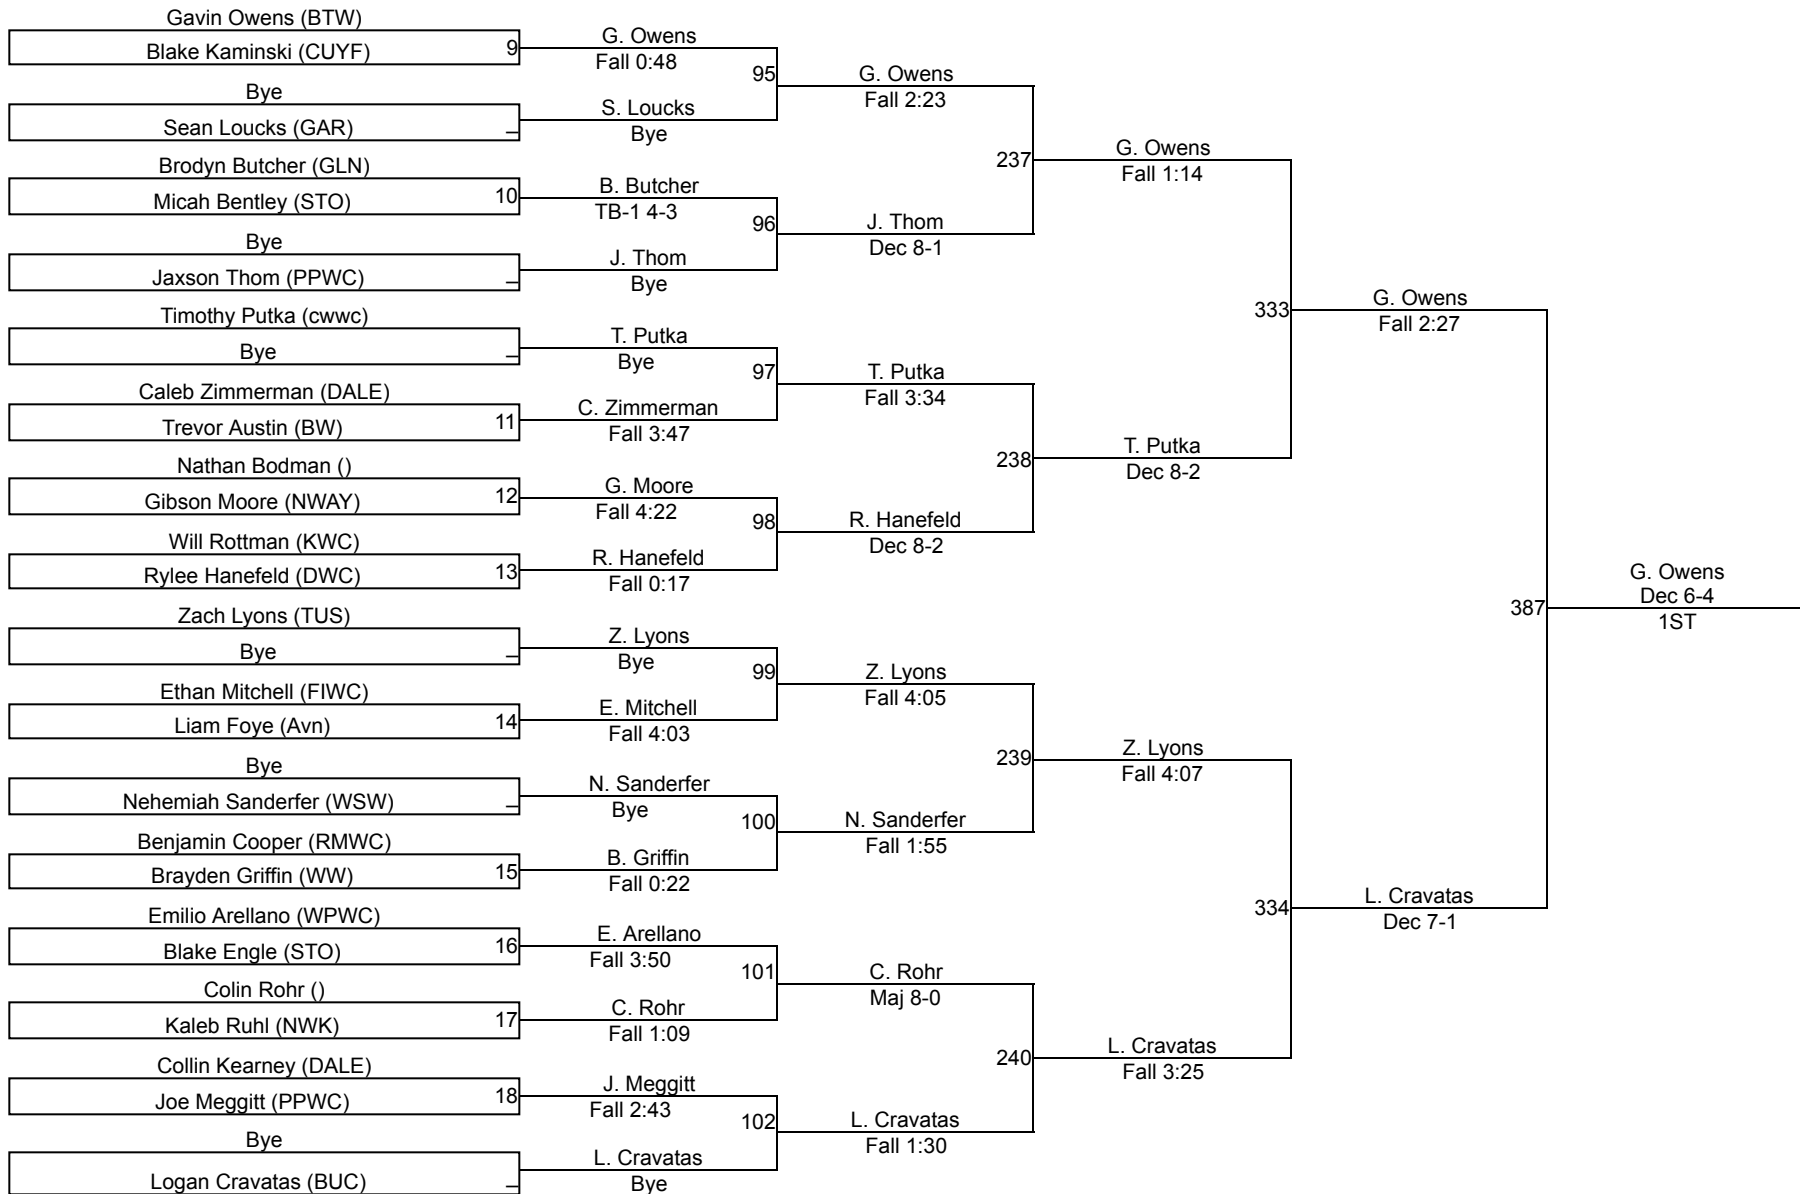 Gavin Owens (BTW)
Blake Kaminski (CUYF) 9
Bye
Sean Loucks (GAR) _
Brodyn Butcher (GLN)
Micah Bentley (STO) 10
Bye
Jaxson Thom (PPWC) _
Timothy Putka (cwwc)
Bye _
Caleb Zimmerman (DALE)
Trevor Austin (BW) 11
Nathan Bodman ()
Gibson Moore (NWAY) 12
Will Rottman (KWC)
Rylee Hanefeld (DWC) 13
Zach Lyons (TUS)
Bye _
Ethan Mitchell (FIWC)
Liam Foye (Avn) 14
Bye
Nehemiah Sanderfer (WSW) _
Benjamin Cooper (RMWC)
Brayden Griffin (WW) 15
Emilio Arellano (WPWC)
Blake Engle (STO) 16
Colin Rohr ()
Kaleb Ruhl (NWK) 17
Collin Kearney (DALE)
Joe Meggitt (PPWC) 18
Bye
Logan Cravatas (BUC) _
G. Owens
Fall 0:48
95
S. Loucks
Bye
B. Butcher
TB-1 4-3
96
J. Thom
Bye
T. Putka
Bye
97
C. Zimmerman
Fall 3:47
G. Moore
Fall 4:22
98
R. Hanefeld
Fall 0:17
Z. Lyons
Bye
99
E. Mitchell
Fall 4:03
N. Sanderfer
Bye
100
B. Griffin
Fall 0:22
E. Arellano
Fall 3:50
101
C. Rohr
Fall 1:09
J. Meggitt
Fall 2:43
102
L. Cravatas
Bye
G. Owens
Fall 2:23
237
J. Thom
Dec 8-1
T. Putka
Fall 3:34
238
R. Hanefeld
Dec 8-2
Z. Lyons
Fall 4:05
239
N. Sanderfer
Fall 1:55
C. Rohr
Maj 8-0
240
L. Cravatas
Fall 1:30
G. Owens
Fall 1:14
333
T. Putka
Dec 8-2
Z. Lyons
Fall 4:07
334
L. Cravatas
Fall 3:25
G. Owens
Fall 2:27
387
L. Cravatas
Dec 7-1
G. Owens
Dec 6-4
1ST